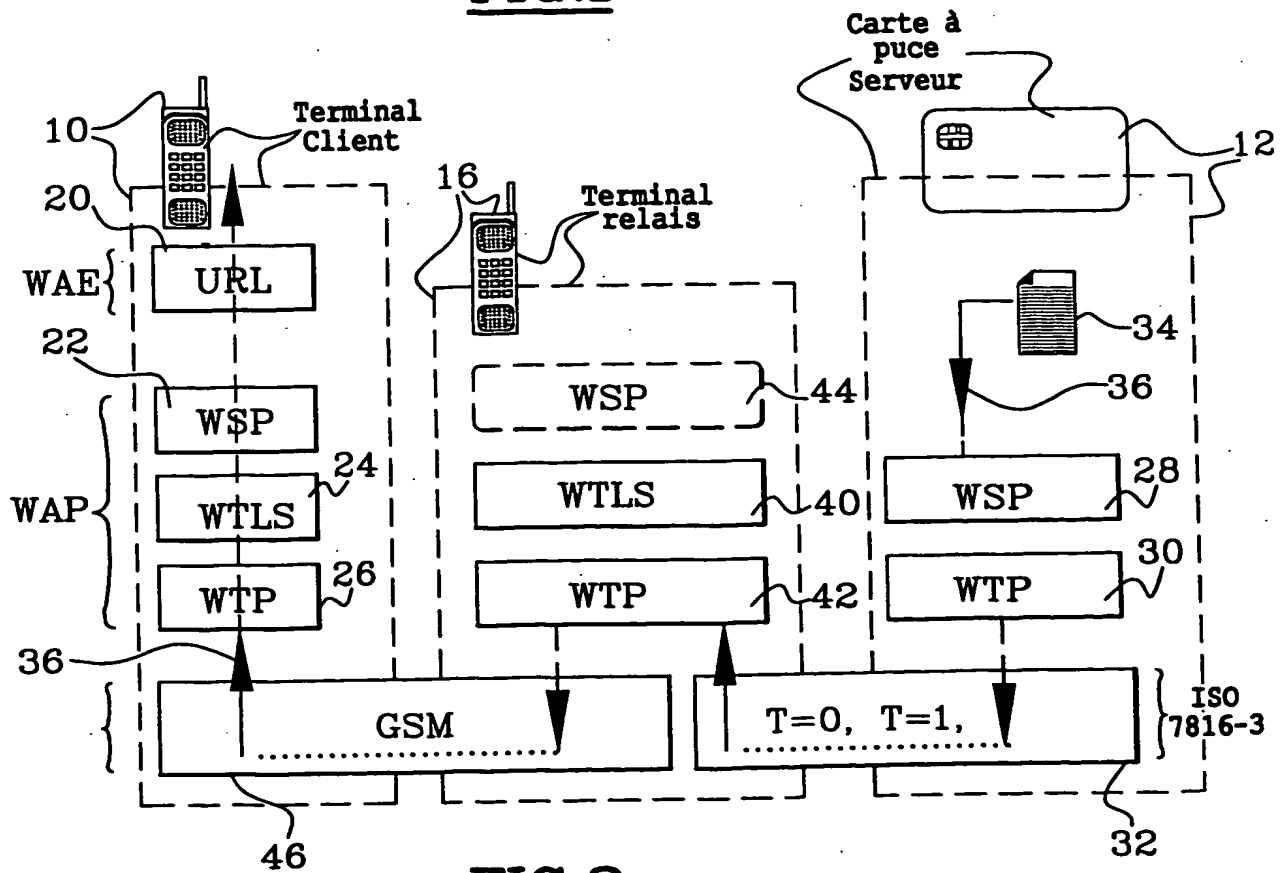 Carte à
puce
Serveur
10
Terminal
Client
12
20
16
Terminal
relais
WAE
URL
34
22
WSP
WSP
44
36
WAP
24
WTLS
WTLS
40
WSP
28
26
WTP
WTP
42
30
WTP
36
GSM
T=0, T=1,
ISO
7816-3
46
32